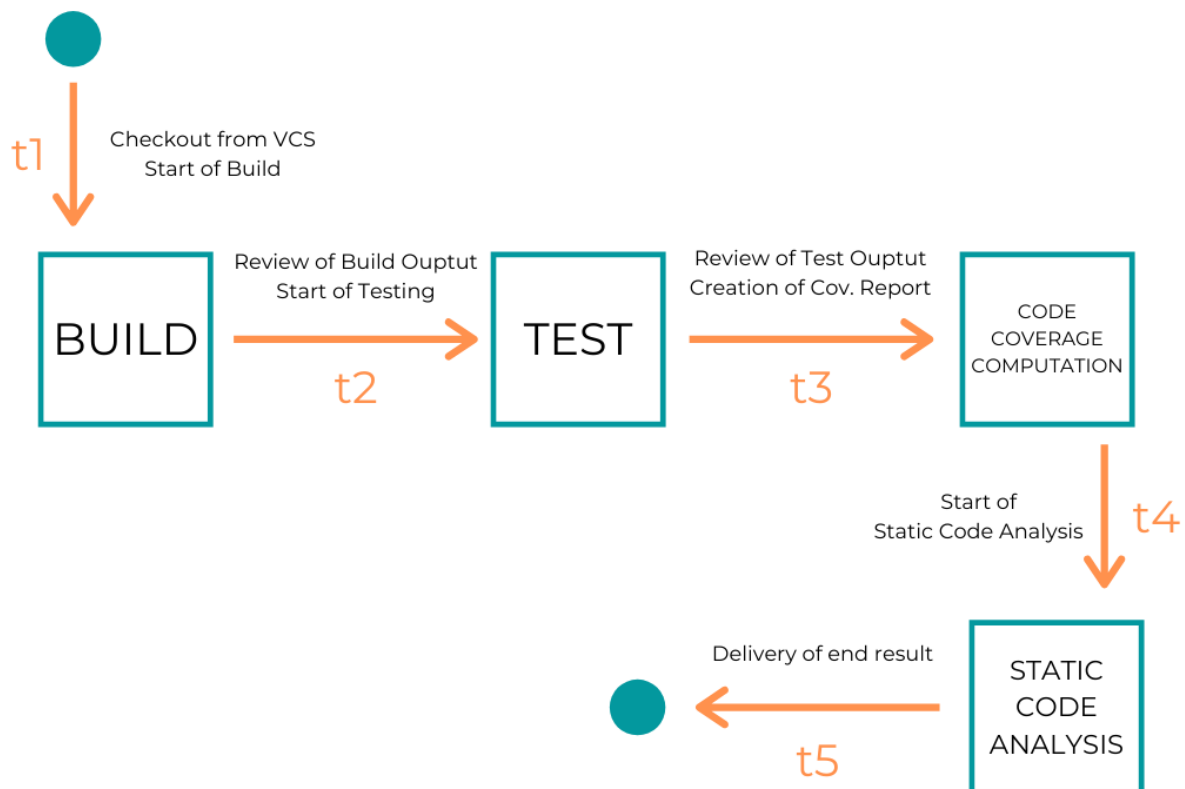 t1
Checkout from VCS
Start of Build
BUILD
Review of Build Ouptut
Start of Testing
t2
TEST
Review of Test Ouptut
Creation of Cov. Report
t3
CODE
COVERAGE
COMPUTATION
Start of
Static Code Analysis
t4
STATIC
CODE
ANALYSIS
Delivery of end result
t5